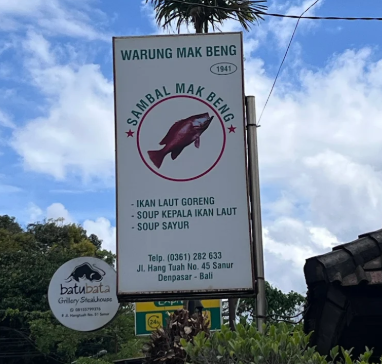 WARUNG MAK BENG
1941
SAMBAL MAK BENG
- IKAN LAUT GORENG
- SOUP KEPALA IKAN LAUT
- SOUP SAYUR
Telp. (0361) 282 633
Jl. Hang Tuah No. 45 Sanur
Denpasar - Bali
batubata
Grillery Steakhouse